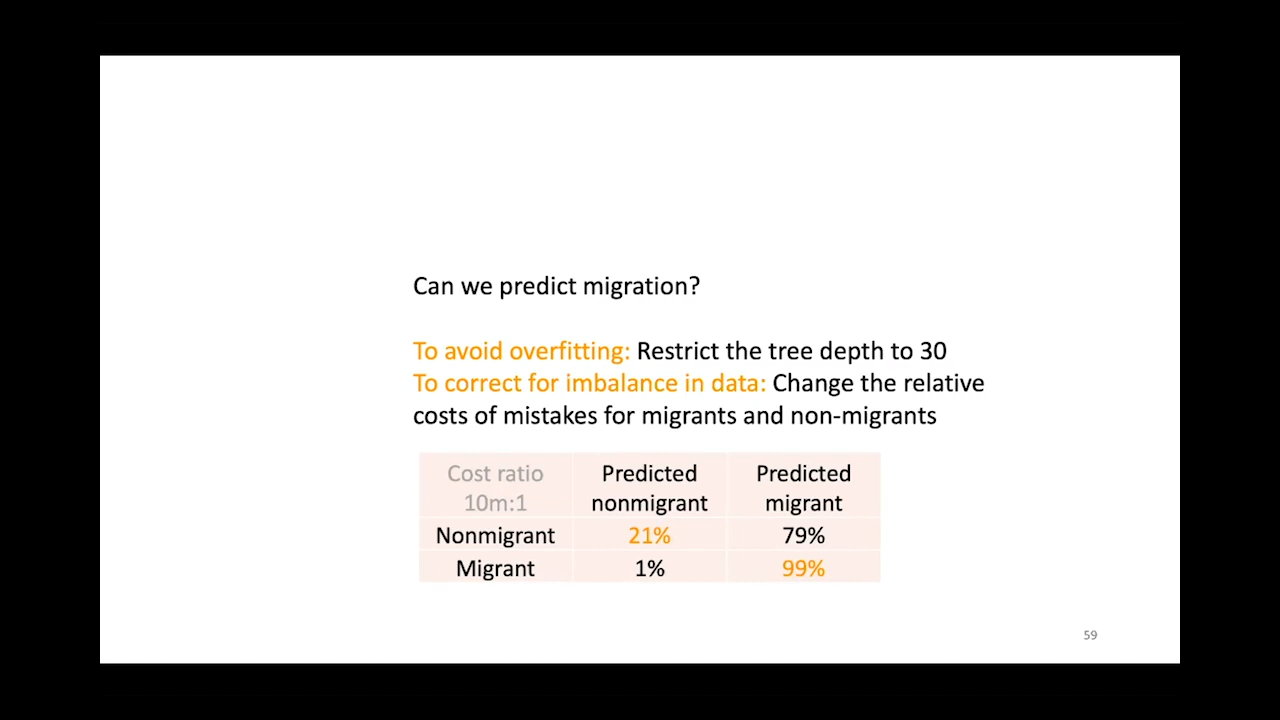 Can we predict migration?
To avoid overfitting: Restrict the tree depth to 30
To correct for imbalance in data: Change the relative
costs of mistakes for migrants and non-migrants
Cost ratio 10m:1 Predicted nonmigrant Predicted migrant
Nonmigrant 21% 79%
Migrant 1% 99%
59